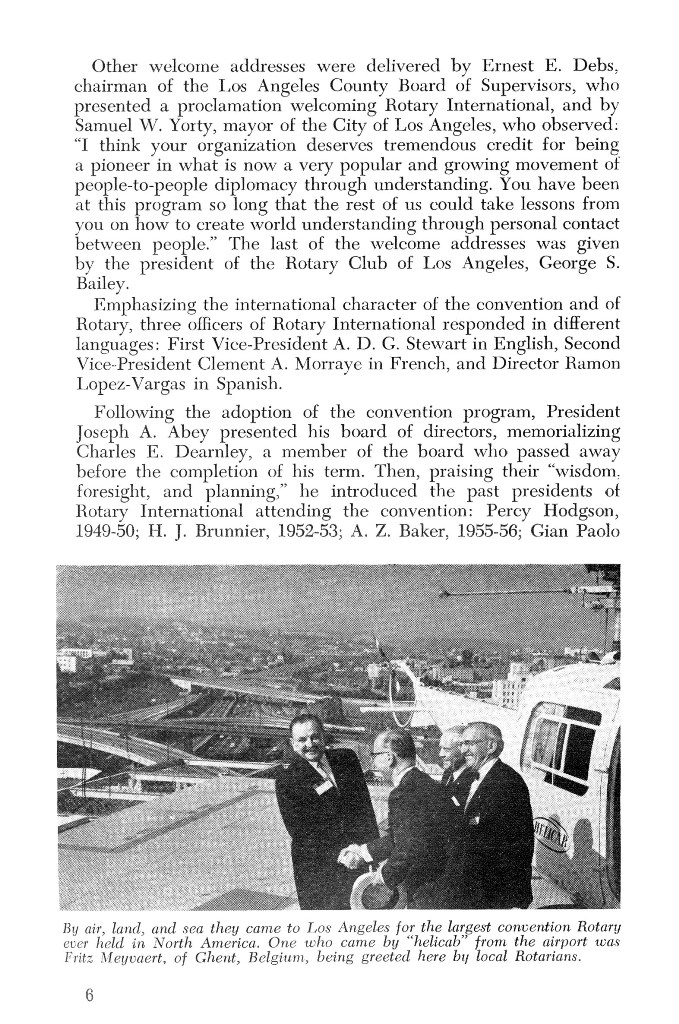 Other welcome addresses were delivered by Ernest E. Debs,
chairman of the Los Angeles County Board of Supervisors, who
presented a proclamation welcoming Rotary International, and by
Samuel W. Yorty, mayor of the City of Los Angeles, who observed:
“I think your organization deserves tremendous credit for being
a pioneer in what is now a very popular and growing movement of
people-to-people diplomacy through understanding. You have been
at this program so long that the rest of us could take lessons from
you on how to create world understanding through personal contact
between people.” The last of the welcome addresses was given
by the president of the Rotary Club of Los Angeles, George S.
Bailey.
Emphasizing the international character of the convention and of
Rotary, three officers of Rotary International responded in different
languages: First Vice-President A. D. G. Stewart in English, Second
Vice-President Clement A. Morraye in French, and Director Ramon
Lopez-Vargas in Spanish.
Following the adoption of the convention program, President
Joseph A. Abey presented his board of directors, memorializing
Charles E. Dearnley, a member of the board who passed away
before the completion of his term. Then, praising their “wisdom,
foresight, and planning,” he introduced the past presidents of
Rotary International attending the convention: Percy Hodgson,
1949-50; H. J. Brunnier, 1952-53; A. Z. Baker, 1955-56; Gian Paolo
HELICAB
By air, land, and sea they came to Los Angeles for the largest convention Rotary
ever held in North America. One who came by “helicab” from the airport was
Fritz Meyvaert, of Ghent, Belgium, being greeted here by local Rotarians.
6